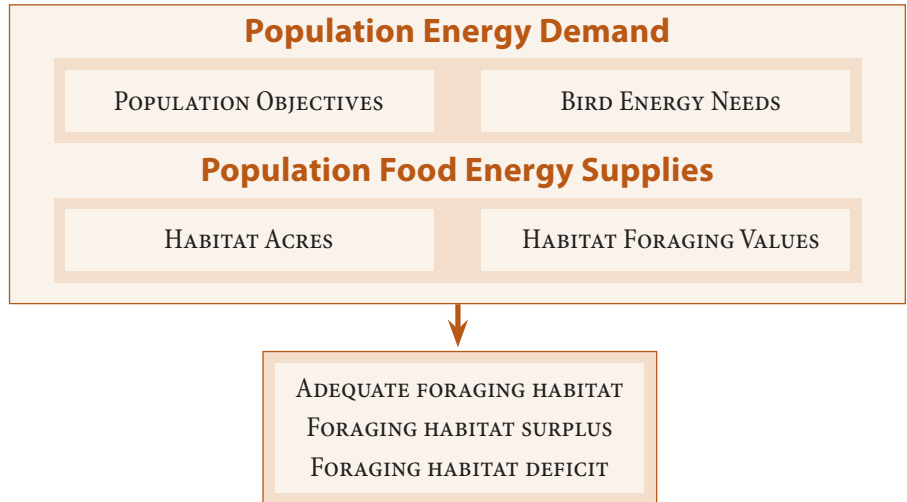 Population Energy Demand
Population Objectives
Bird Energy Needs
Population Food Energy Supplies
Habitat Acres
Habitat Foraging Values
Adequate foraging habitat
Foraging habitat surplus
Foraging habitat deficit